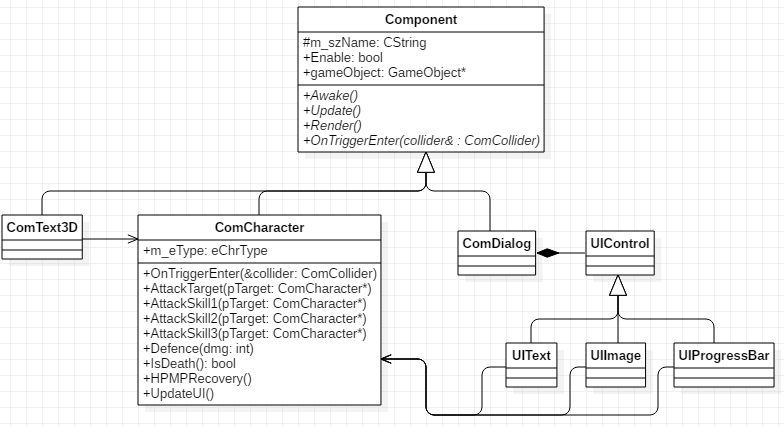 Component
#m_szName: CString
+Enable: bool
+gameObject: GameObject*
+Awake()
+Update()
+Render()
+OnTriggerEnter(collider& : ComCollider)
ComText3D
ComCharacter
+m_eType: eChrType
+OnTriggerEnter(&collider: ComCollider)
+AttackTarget(pTarget: ComCharacter*)
+AttackSkill1(pTarget: ComCharacter*)
+AttackSkill2(pTarget: ComCharacter*)
+AttackSkill3(pTarget: ComCharacter*)
+Defence(dmg: int)
+IsDeath(): bool
+HPMPRecovery()
+UpdateUI()
ComDialog
UIControl
UIText
UIImage
UIProgressBar